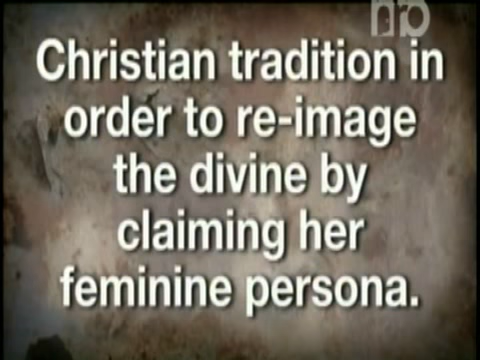 Christian tradition in
order to re-image
the divine by
claiming her
feminine persona.